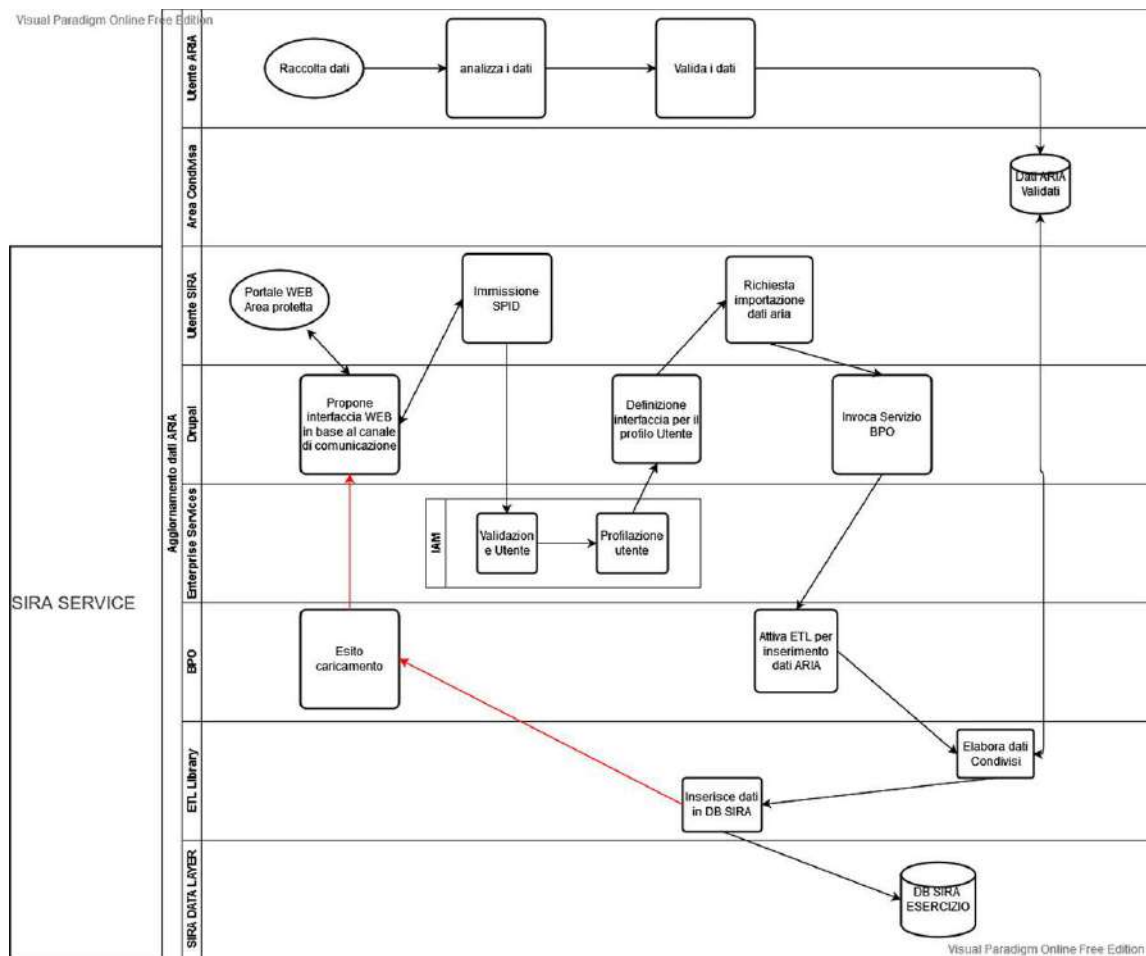 Visual Paradigm Online Free Edition
Utente ARIA
Raccolta dati
analizza i dati
Valida i dati
Area Condivisa
Dati ARIA
Validati
Aggiornamento dati ARIA
SIRA SERVICE
Utente SIRA
Portale WEB
Area protetta
Immissione
SPID
Richiesta
importazione
dati aria
Drupal
Propone
interfaccia WEB
in base al canale
di comunicazione
Definizione
interfaccia per il
profilo Utente
Invoca Servizio
BPO
Enterprise Services
IAM
Validazion
e Utente
Profilazione
utente
BPO
Esito
caricamento
Attiva ETL per
inserimento
dati ARIA
ETL Library
Elabora dati
Condivisi
Inserisce dati
in DB SIRA
SIRA DATA LAYER
DB SIRA
ESERCIZIO
Visual Paradigm Online Free Edition